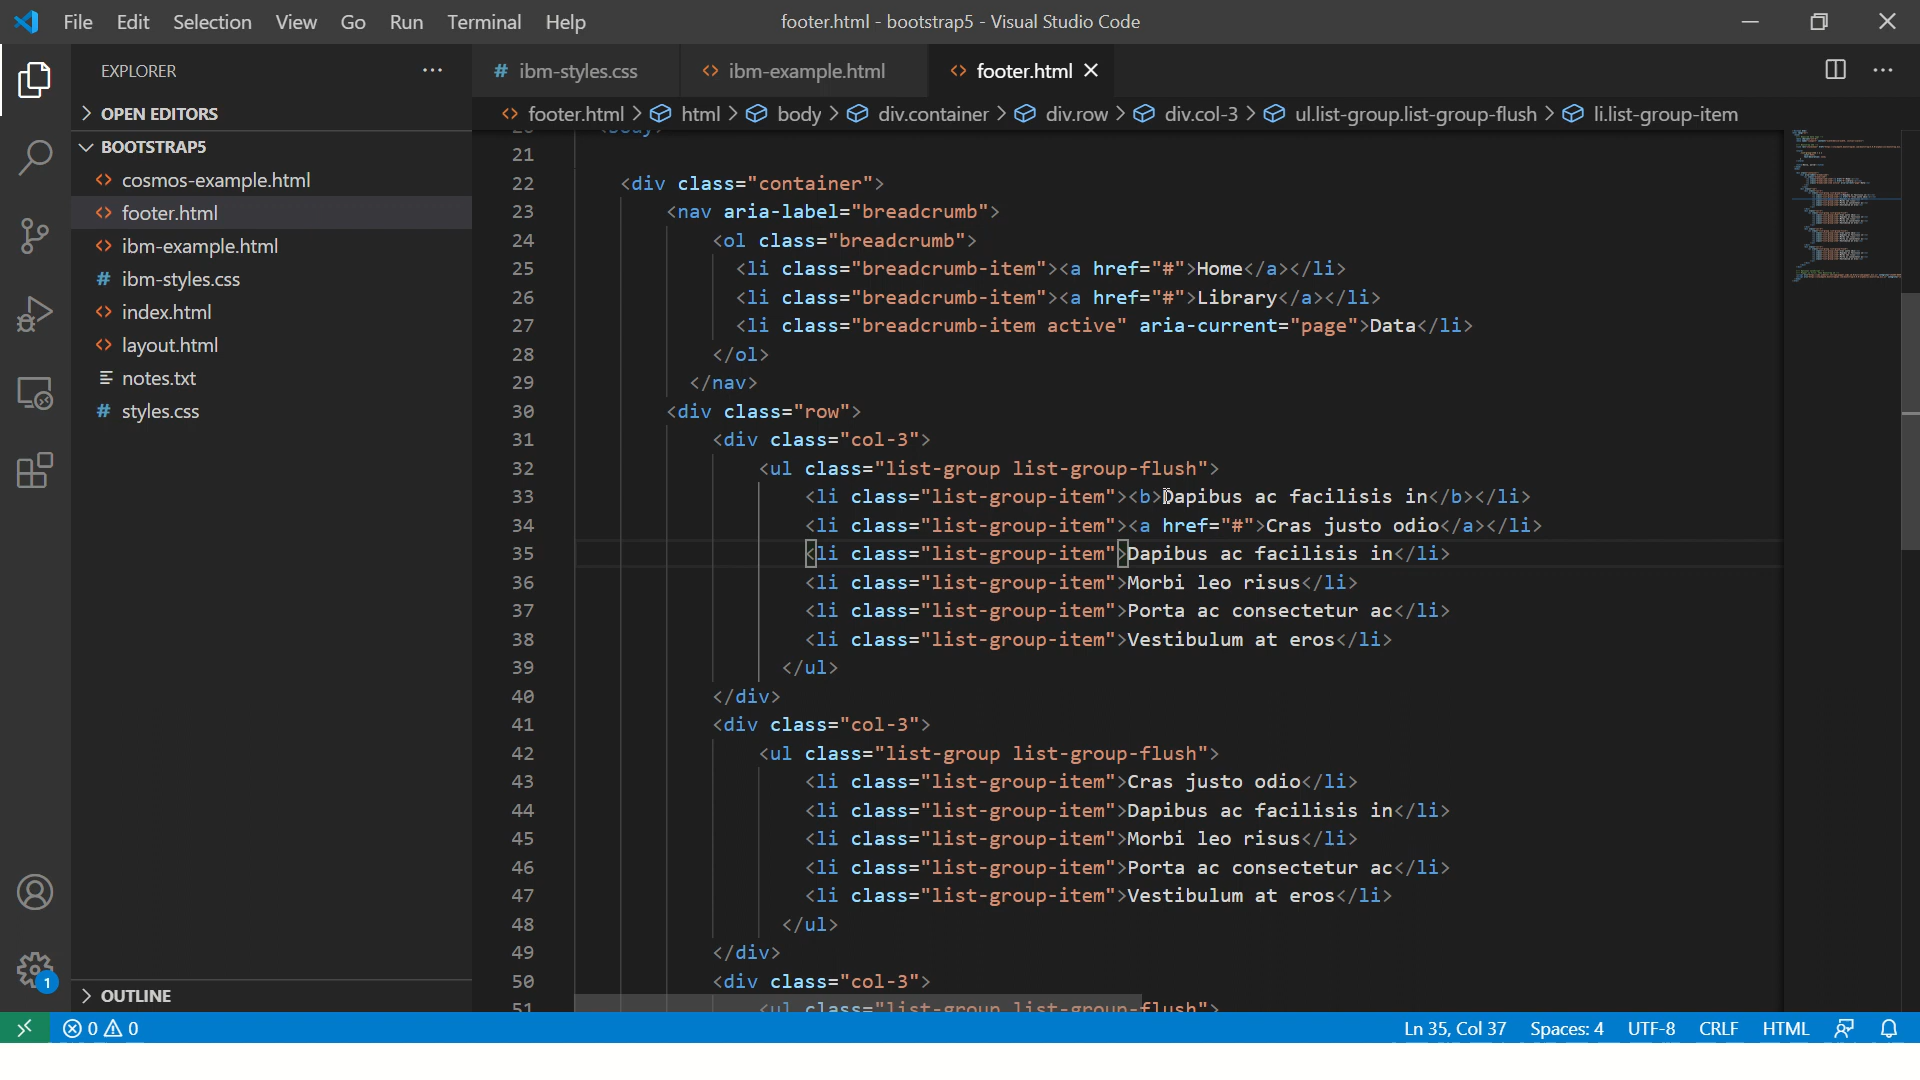 File Edit Selection View Go Run Terminal Help
footer.html - bootstrap5 - Visual Studio Code
EXPLORER
OPEN EDITORS
BOOTSTRAP5
cosmos-example.html
footer.html
ibm-example.html
# ibm-styles.css
index.html
layout.html
notes.txt
# styles.css
OUTLINE
1
# ibm-styles.css
ibm-example.html
footer.html
footer.html > html > body > div.container > div.row > div.col-3 > ul.list-group.list-group-flush > li.list-group-item
20 <body>
21
22 <div class="container">
23 <nav aria-label="breadcrumb">
24 <ol class="breadcrumb">
25 <li class="breadcrumb-item"><a href="#">Home</a></li>
26 <li class="breadcrumb-item"><a href="#">Library</a></li>
27 <li class="breadcrumb-item active" aria-current="page">Data</li>
28 </ol>
29 </nav>
30 <div class="row">
31 <div class="col-3">
32 <ul class="list-group list-group-flush">
33 <li class="list-group-item"><b>Dapibus ac facilisis in</b></li>
34 <li class="list-group-item"><a href="#">Cras justo odio</a></li>
35 <li class="list-group-item">Dapibus ac facilisis in</li>
36 <li class="list-group-item">Morbi leo risus</li>
37 <li class="list-group-item">Porta ac consectetur ac</li>
38 <li class="list-group-item">Vestibulum at eros</li>
39 </ul>
40 </div>
41 <div class="col-3">
42 <ul class="list-group list-group-flush">
43 <li class="list-group-item">Cras justo odio</li>
44 <li class="list-group-item">Dapibus ac facilisis in</li>
45 <li class="list-group-item">Morbi leo risus</li>
46 <li class="list-group-item">Porta ac consectetur ac</li>
47 <li class="list-group-item">Vestibulum at eros</li>
48 </ul>
49 </div>
50 <div class="col-3">
51 <ul class="list-group list-group-flush">
0 0
Ln 35, Col 37 Spaces: 4 UTF-8 CRLF HTML